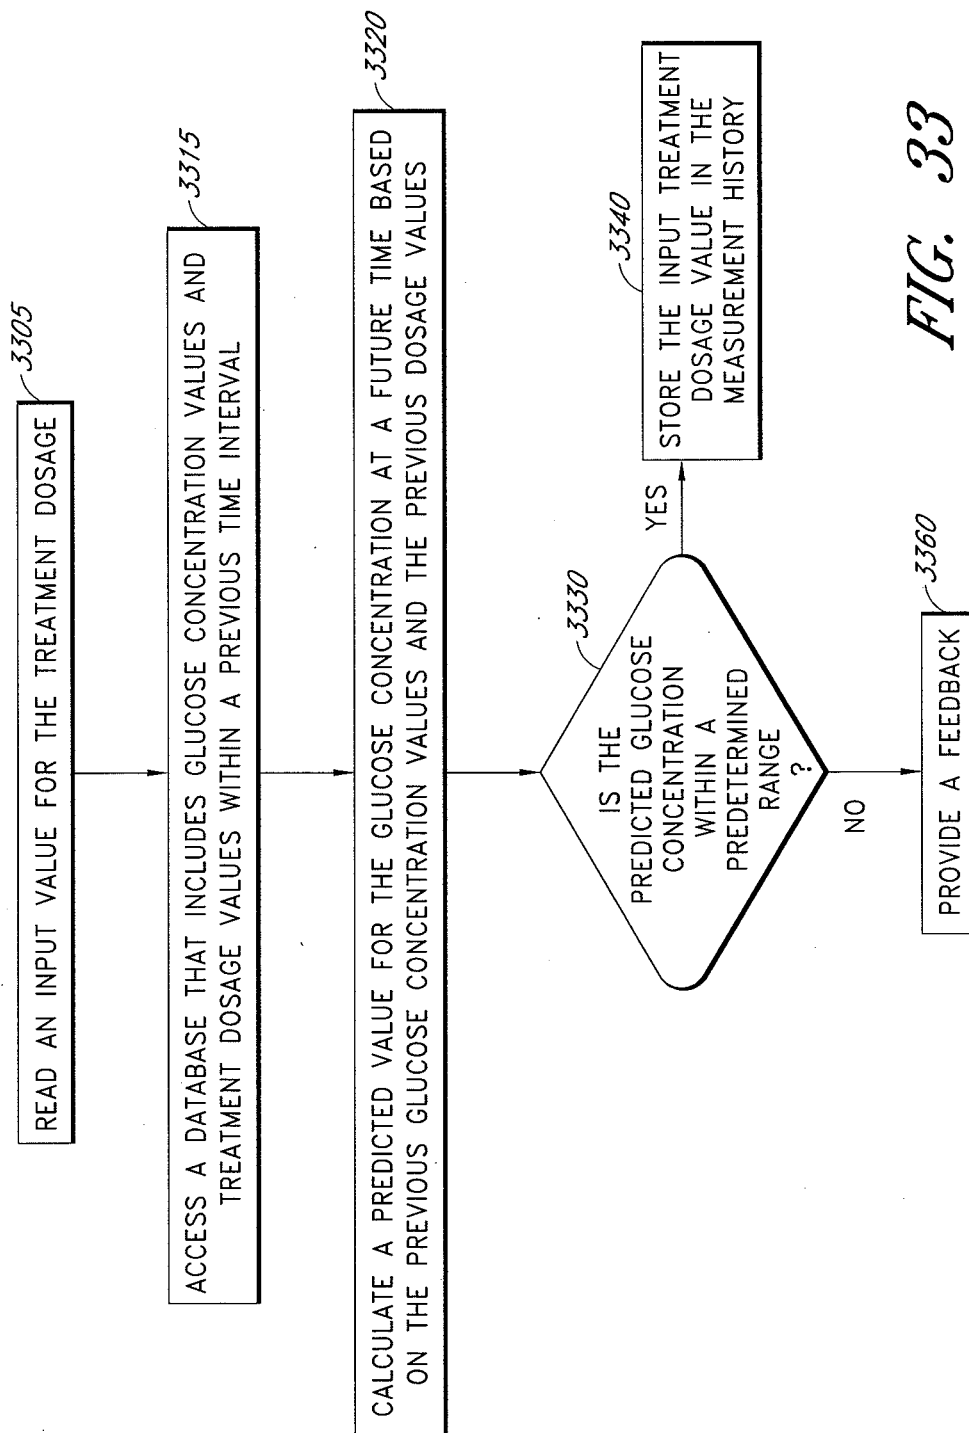 3305
READ AN INPUT VALUE FOR THE TREATMENT DOSAGE
3315
ACCESS A DATABASE THAT INCLUDES GLUCOSE CONCENTRATION VALUES AND
TREATMENT DOSAGE VALUES WITHIN A PREVIOUS TIME INTERVAL
3320
CALCULATE A PREDICTED VALUE FOR THE GLUCOSE CONCENTRATION AT A FUTURE TIME BASED
ON THE PREVIOUS GLUCOSE CONCENTRATION VALUES AND THE PREVIOUS DOSAGE VALUES
3330
IS THE
PREDICTED GLUCOSE
CONCENTRATION
WITHIN A
PREDETERMINED
RANGE
?
YES
3340
STORE THE INPUT TREATMENT
DOSAGE VALUE IN THE
MEASUREMENT HISTORY
NO
3360
PROVIDE A FEEDBACK
FIG. 33